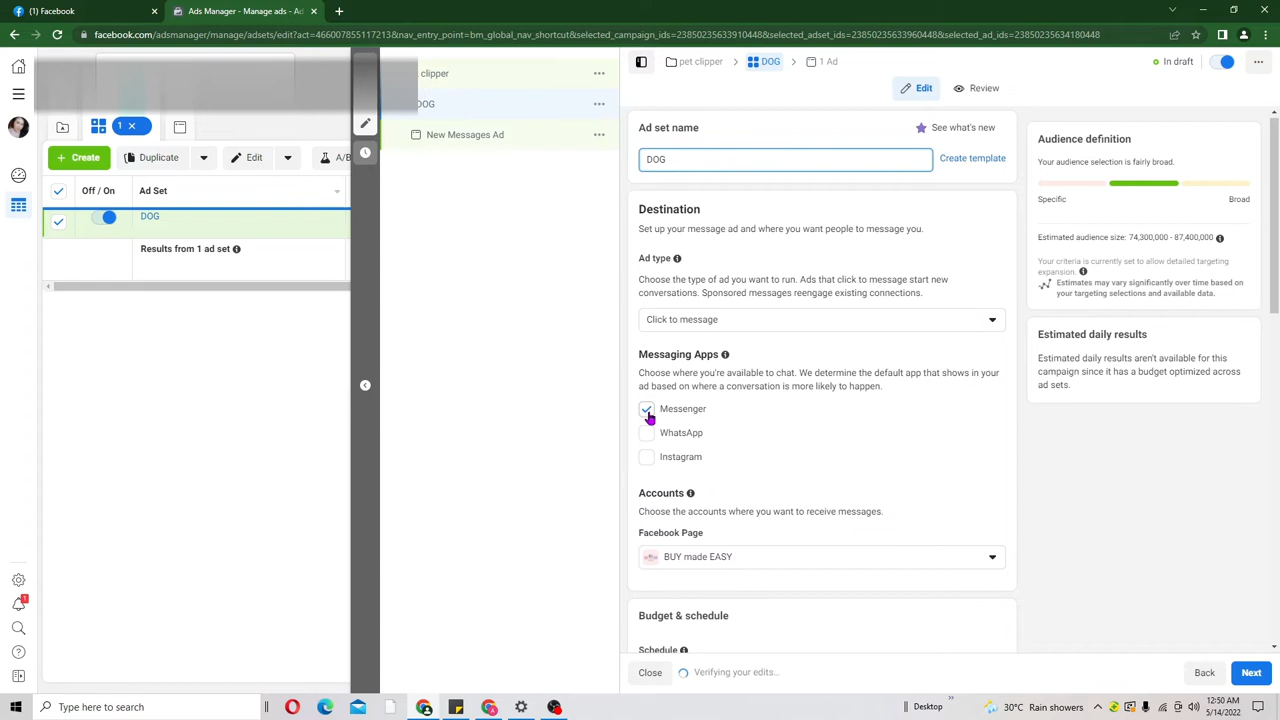 (1) Facebook
Ads Manager - Manage ads - Ad
facebook.com/adsmanager/manage/adsets/edit?act=466007855117213&nav_entry_point=bm_global_nav_shortcut&selected_campaign_ids=23850235633910448&selected_adset_ids=23850235633960448&selected_ad_ids=23850235634180448
clipper
DOG
New Messages Ad
1
Create
Duplicate
Edit
A/B
Off / On
Ad Set
DOG
Results from 1 ad set
pet clipper
DOG
1 Ad
In draft
Edit
Review
Ad set name
See what's new
DOG
Create template
Destination
Set up your message ad and where you want people to message you.
Ad type
Choose the type of ad you want to run. Ads that click to message start new
conversations. Sponsored messages reengage existing connections.
Click to message
Messaging Apps
Choose where you're available to chat. We determine the default app that shows in your
ad based on where a conversation is more likely to happen.
Messenger
WhatsApp
Instagram
Accounts
Choose the accounts where you want to receive messages.
Facebook Page
BUY made EASY
Budget & schedule
Schedule
Close
Verifying your edits...
Back
Next
Audience definition
Your audience selection is fairly broad.
Specific
Broad
Estimated audience size: 74,300,000 - 87,400,000
Your criteria is currently set to allow detailed targeting
expansion.
Estimates may vary significantly over time based on
your targeting selections and available data.
Estimated daily results
Estimated daily results aren't available for this
campaign since it has a budget optimized across
ad sets.
1
Type here to search
Desktop
30°C Rain showers
12:50 AM
5/14/2022